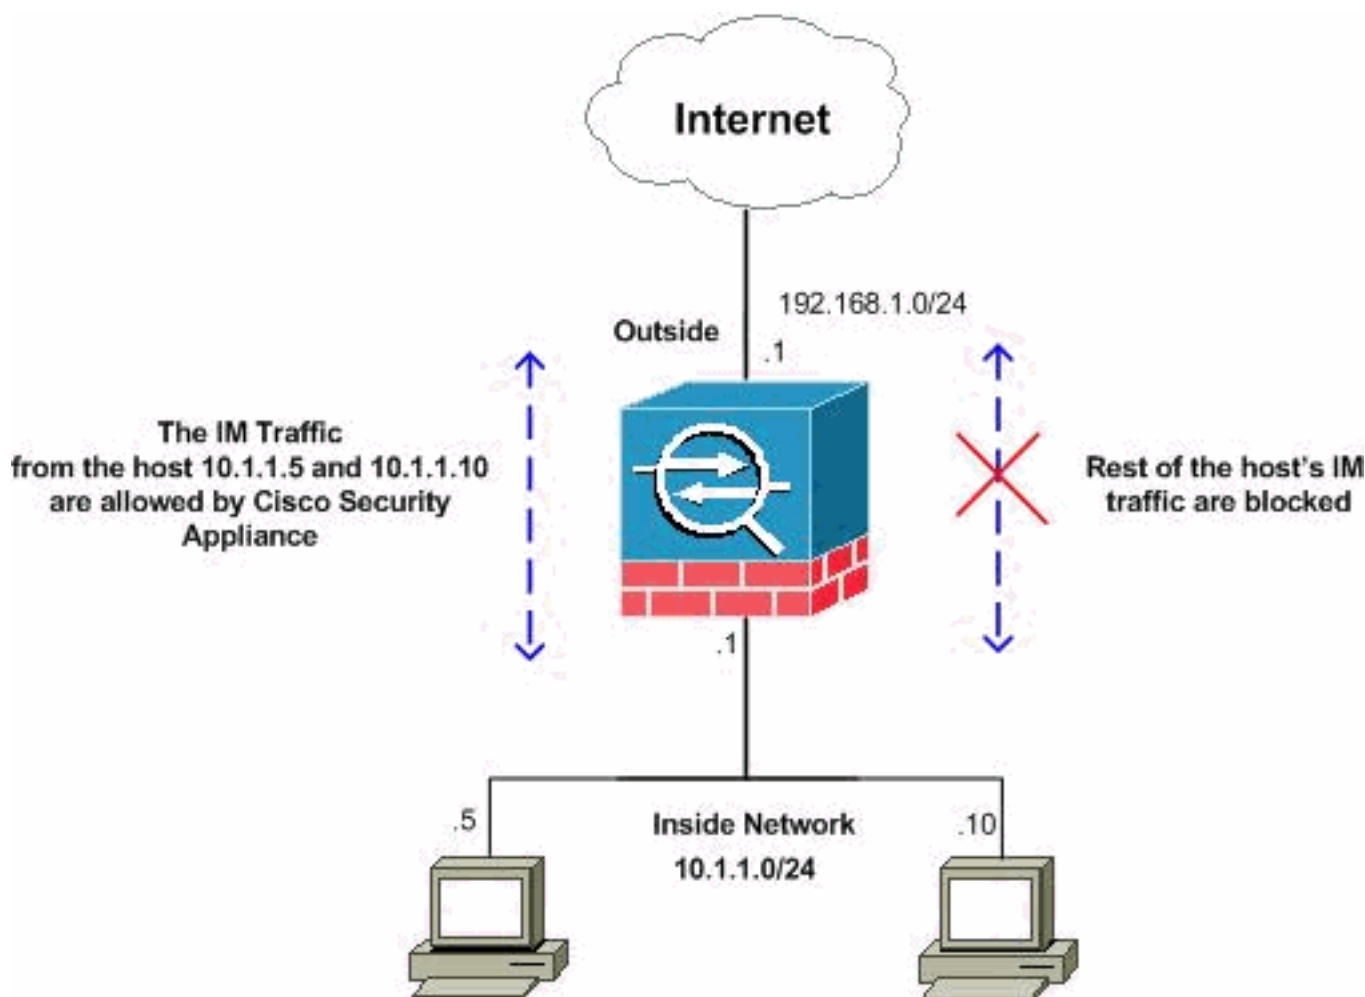 Internet
192.168.1.0/24
Outside
.1
The IM Traffic
from the host 10.1.1.5 and 10.1.1.10
are allowed by Cisco Security
Appliance
Rest of the host's IM
traffic are blocked
.1
.5
Inside Network
.10
10.1.1.0/24